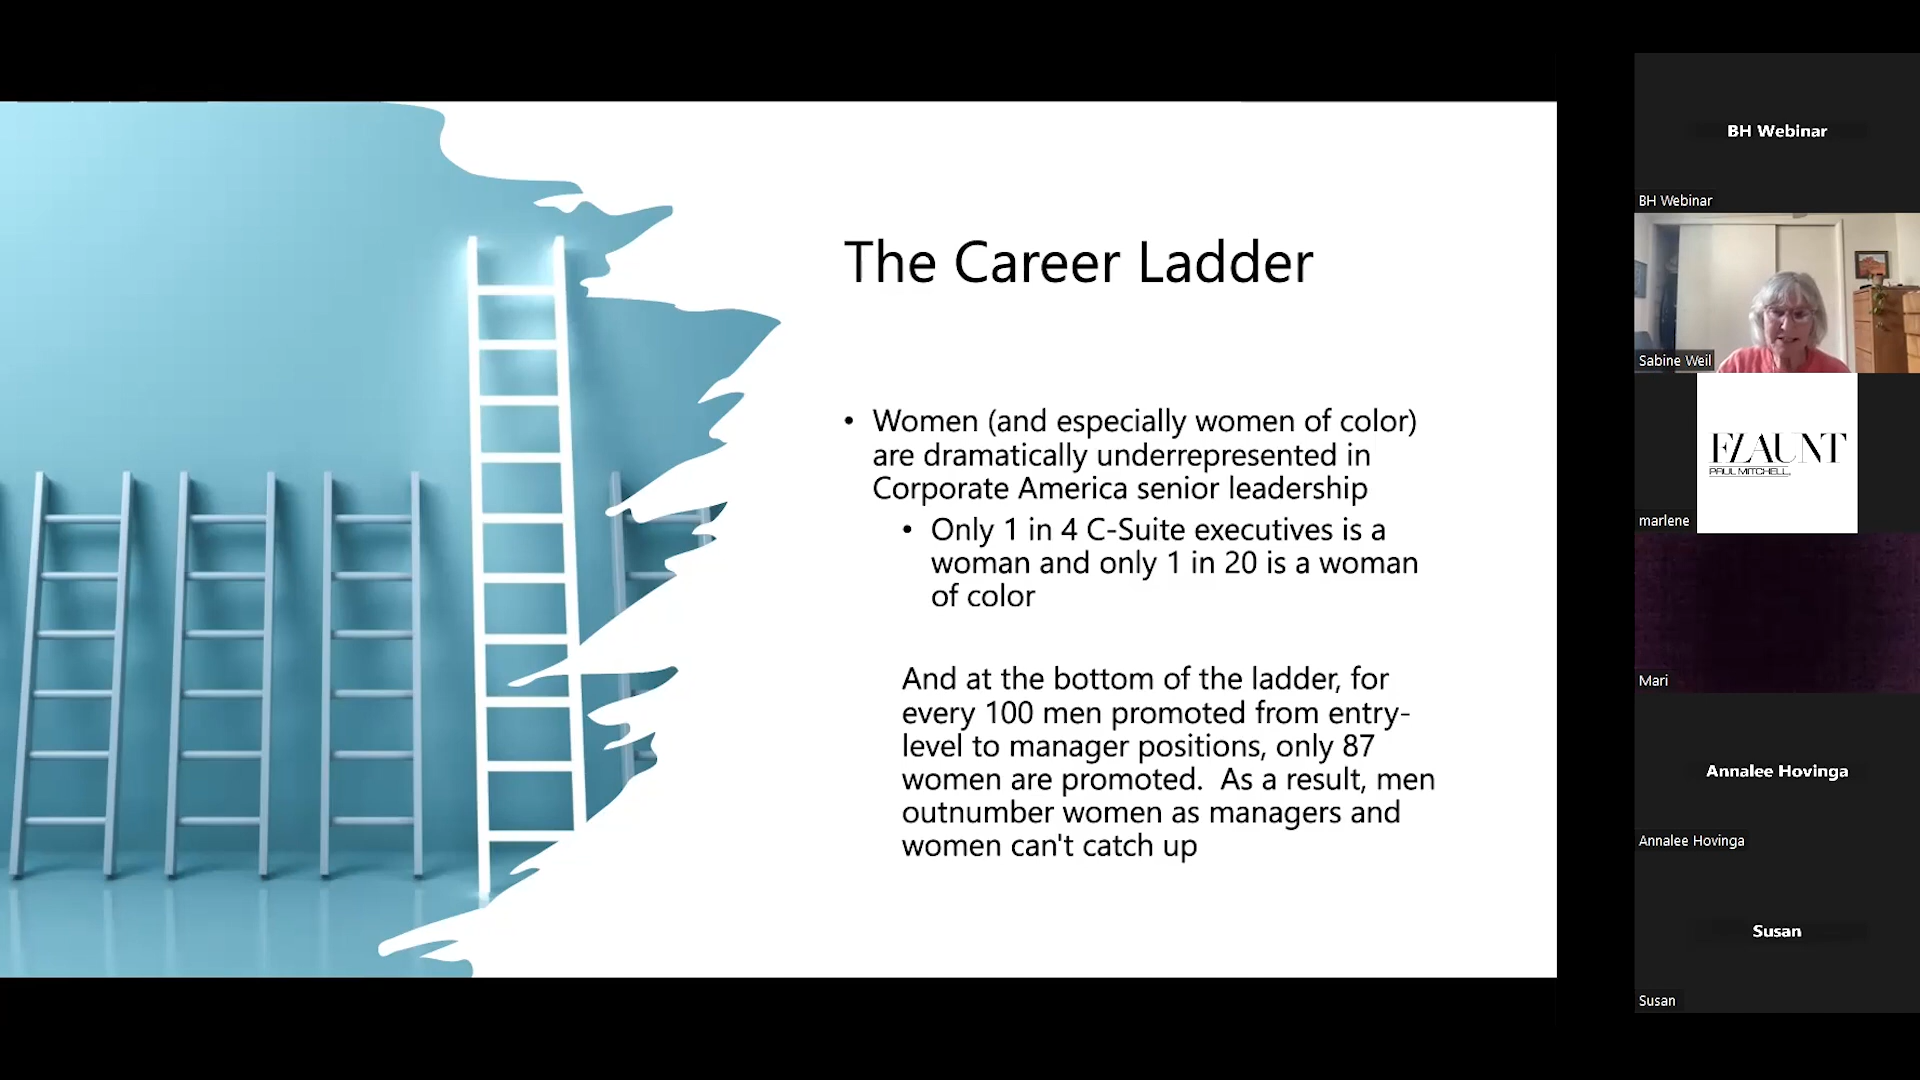 The Career Ladder
• Women (and especially women of color)
are dramatically underrepresented in
Corporate America senior leadership
• Only 1 in 4 C-Suite executives is a
woman and only 1 in 20 is a woman
of color
And at the bottom of the ladder, for
every 100 men promoted from entry-
level to manager positions, only 87
women are promoted.  As a result, men
outnumber women as managers and
women can't catch up
BH Webinar
BH Webinar
Sabine Weil
FLAUNT
PAUL MITCHELL
marlene
Mari
Annalee Hovinga
Annalee Hovinga
Susan
Susan